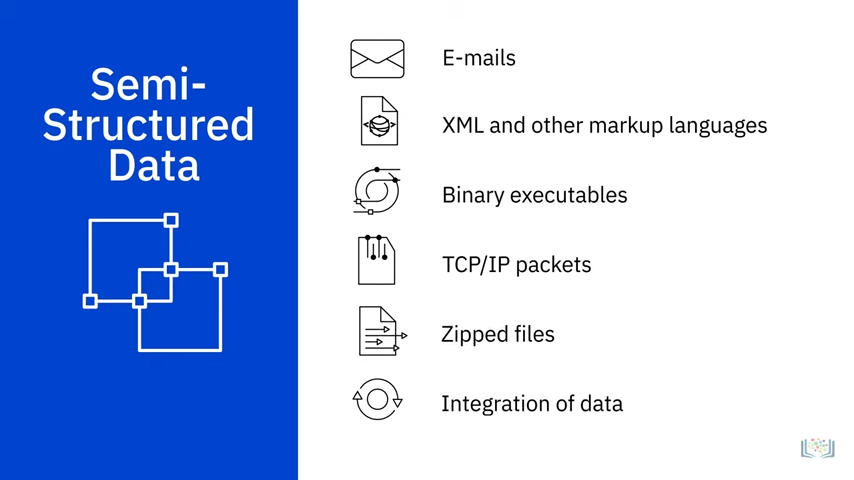 Semi-
Structured
Data
E-mails
XML and other markup languages
Binary executables
TCP/IP packets
Zipped files
Integration of data